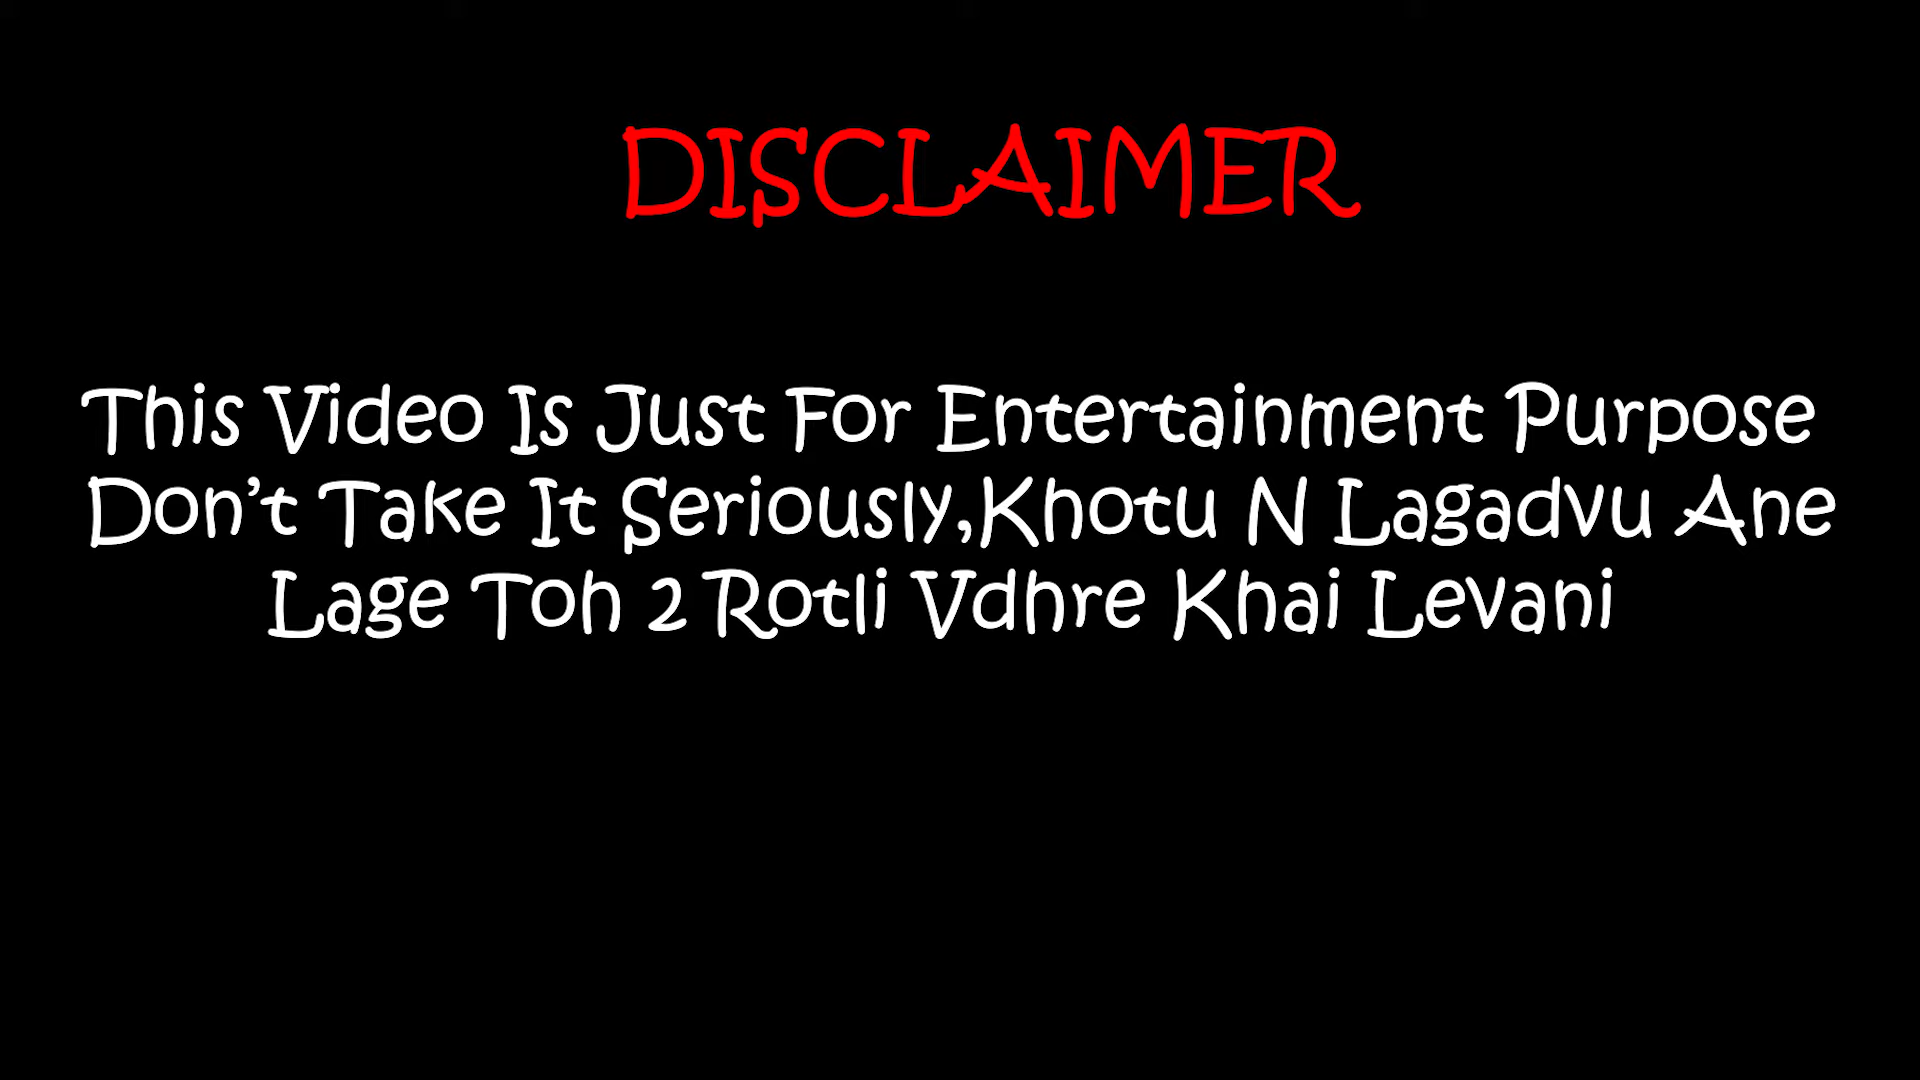 DISCLAIMER
This Video Is Just For Entertainment Purpose
Don't Take It Seriously,Khotu N Lagadvu Ane
Lage Toh 2 Rotli Vdhre Khai Levani